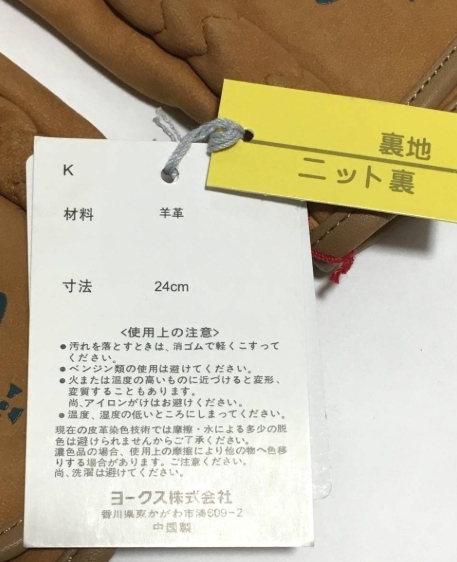 裏地
ニット裏
K
材料 羊革
寸法 24cm
<使用上の注意>
●汚れを落とすときは、消ゴムで軽くこすって
ください。
●ベンジン類の使用は避けてください。
●火または温度の高いものに近づけると変形、
変質することもあります。
尚、アイロンがけはお避けください。
●温度、湿度の低いところにしまってください。
現在の皮革染色技術では摩擦・水による多少の脱
色は避けられませんからご了承ください。
濃色品の場合、使用上の摩擦により他の物へ色移
りする場合があります。ご注意ください。
尚、洗濯は避けてください。
ヨークス株式会社
香川県東かがわ市湊609-2
中国製